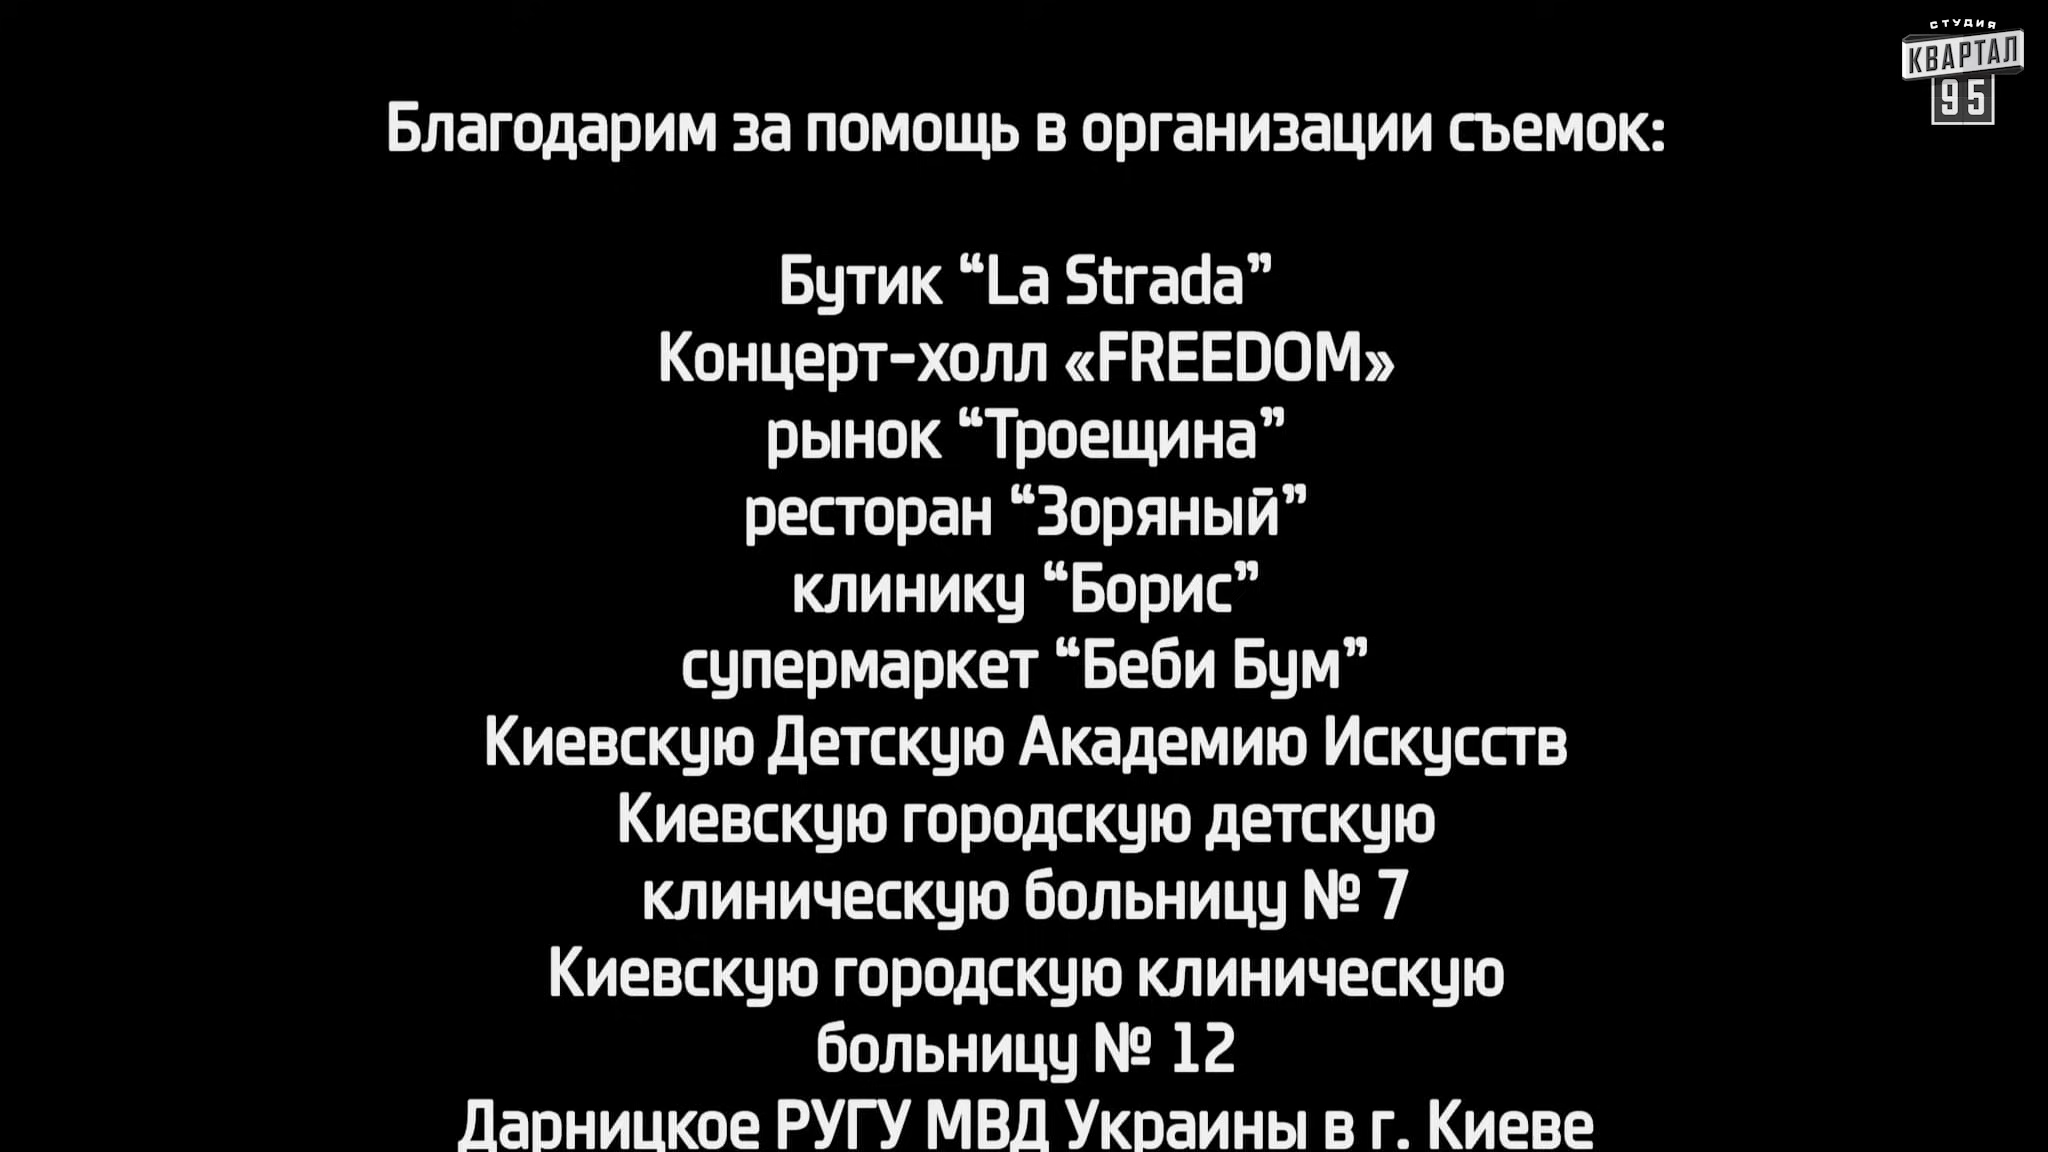 СТУДИЯ
КВАРТАЛ
95
Благодарим за помощь в организации съемок:
Бутик “La Strada”
Концерт-холл «FREEDOM»
рынок “Троещина”
ресторан “Зоряный”
клинику “Борис”
супермаркет “Беби Бум”
Киевскую Детскую Академию Искусств
Киевскую городскую детскую
клиническую больницу № 7
Киевскую городскую клиническую
больницу № 12
Дарницкое РУГУ МВД Украины в г. Киеве